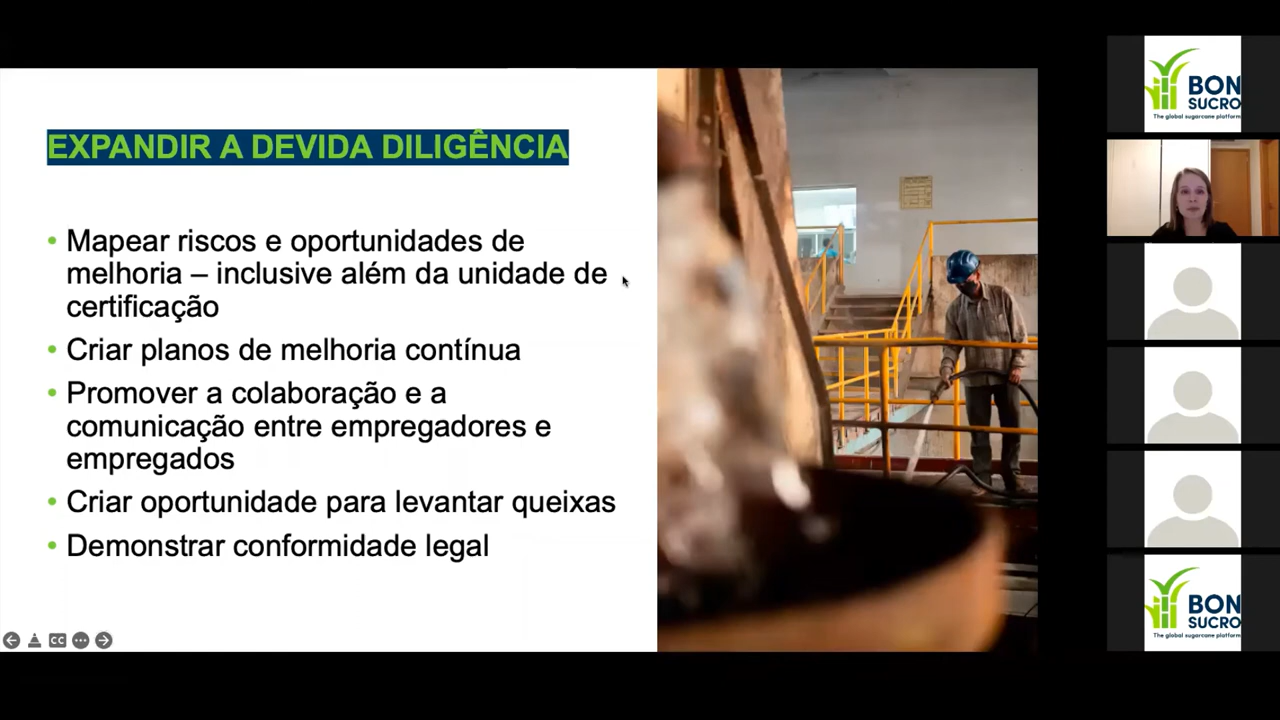 EXPANDIR A DEVIDA DILIGÊNCIA
• Mapear riscos e oportunidades de
melhoria – inclusive além da unidade de
certificação
• Criar planos de melhoria contínua
• Promover a colaboração e a
comunicação entre empregadores e
empregados
• Criar oportunidade para levantar queixas
• Demonstrar conformidade legal
CC
BON
SUCRO
The global sugarcane platform
BON
SUCRO
The global sugarcane platform